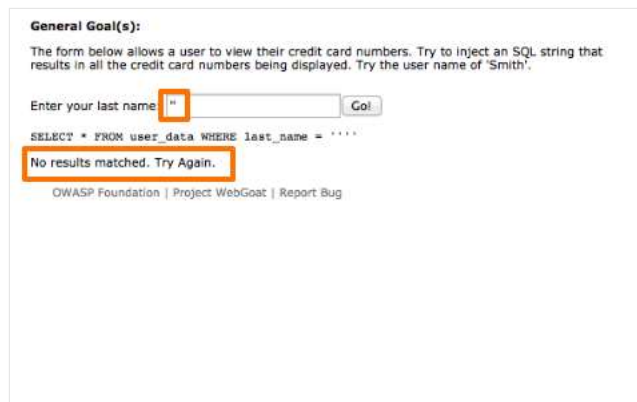 General Goal(s):
The form below allows a user to view their credit card numbers. Try to inject an SQL string that
results in all the credit card numbers being displayed. Try the user name of 'Smith'.
Enter your last name: '' Go!
SELECT * FROM user_data WHERE last_name = ''''
No results matched. Try Again.
OWASP Foundation | Project WebGoat | Report Bug